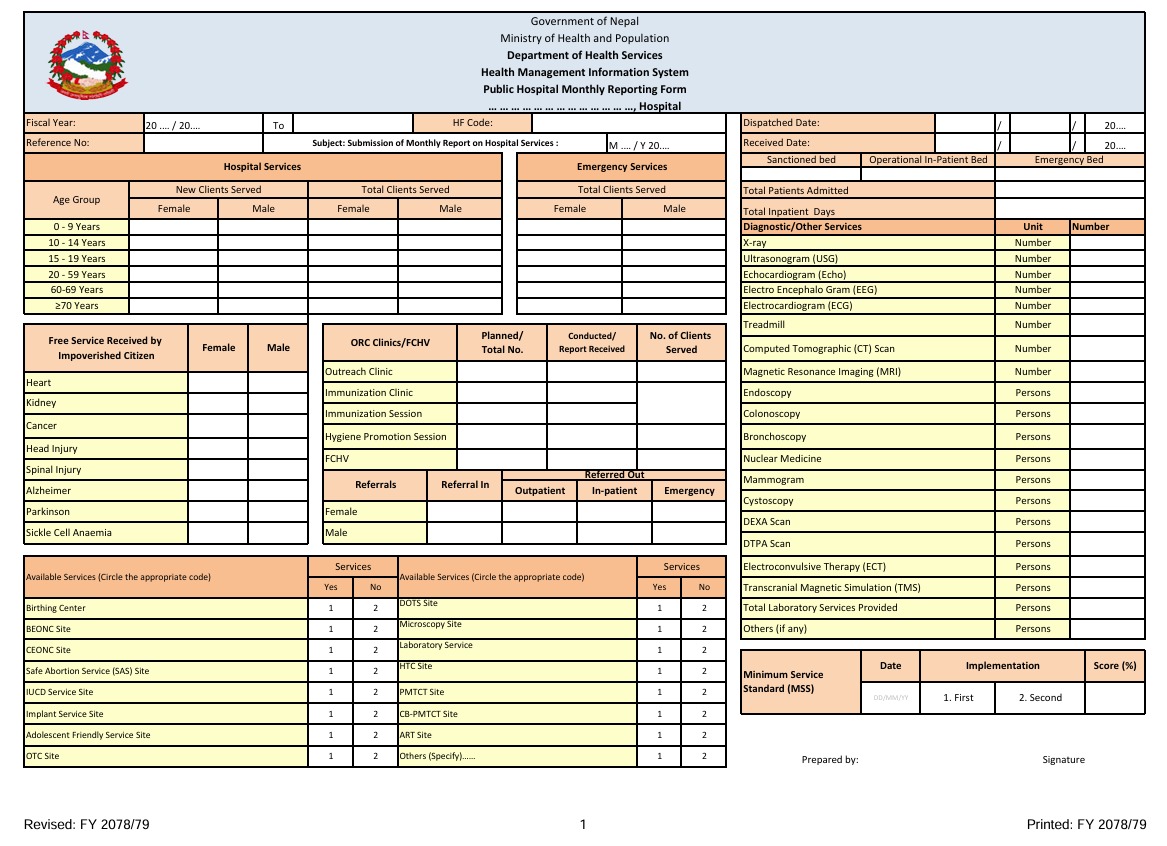 Government of Nepal
Ministry of Health and Population
Department of Health Services
Health Management Information System
Public Hospital Monthly Reporting Form
… … … … … … … … … … … … …, Hospital
Fiscal Year: 20 .... / 20.... To HF Code:
Reference No: Subject: Submission of Monthly Report on Hospital Services : M .... / Y 20....
Dispatched Date: / / 20....
Received Date: / / 20....
Hospital Services
Age Group New Clients Served Total Clients Served
Female Male Female Male
0 - 9 Years
10 - 14 Years
15 - 19 Years
20 - 59 Years
60-69 Years
≥70 Years
Emergency Services
Total Clients Served
Female Male
Sanctioned bed Operational In-Patient Bed Emergency Bed
Total Patients Admitted
Total Inpatient Days
Diagnostic/Other Services Unit Number
X-ray Number
Ultrasonogram (USG) Number
Echocardiogram (Echo) Number
Electro Encephalo Gram (EEG) Number
Electrocardiogram (ECG) Number
Treadmill Number
Computed Tomographic (CT) Scan Number
Magnetic Resonance Imaging (MRI) Number
Endoscopy Persons
Colonoscopy Persons
Bronchoscopy Persons
Nuclear Medicine Persons
Mammogram Persons
Cystoscopy Persons
DEXA Scan Persons
DTPA Scan Persons
Electroconvulsive Therapy (ECT) Persons
Transcranial Magnetic Simulation (TMS) Persons
Total Laboratory Services Provided Persons
Others (if any) Persons
Free Service Received by
Impoverished Citizen
Female Male
Heart
Kidney
Cancer
Head Injury
Spinal Injury
Alzheimer
Parkinson
Sickle Cell Anaemia
ORC Clinics/FCHV
Planned/
Total No.
Conducted/
Report Received
No. of Clients
Served
Outreach Clinic
Immunization Clinic
Immunization Session
Hygiene Promotion Session
FCHV
Referrals Referral In Referred Out
Outpatient In-patient Emergency
Female
Male
Available Services (Circle the appropriate code) Services
Yes No
Birthing Center 1 2
BEONC Site 1 2
CEONC Site 1 2
Safe Abortion Service (SAS) Site 1 2
IUCD Service Site 1 2
Implant Service Site 1 2
Adolescent Friendly Service Site 1 2
OTC Site 1 2
Available Services (Circle the appropriate code) Services
Yes No
DOTS Site 1 2
Microscopy Site 1 2
Laboratory Service 1 2
HTC Site 1 2
PMTCT Site 1 2
CB-PMTCT Site 1 2
ART Site 1 2
Others (Specify)..... 1 2
Minimum Service
Standard (MSS)
Date Implementation Score (%)
DD/MM/YY 1. First 2. Second
Prepared by: Signature
Revised: FY 2078/79 1 Printed: FY 2078/79